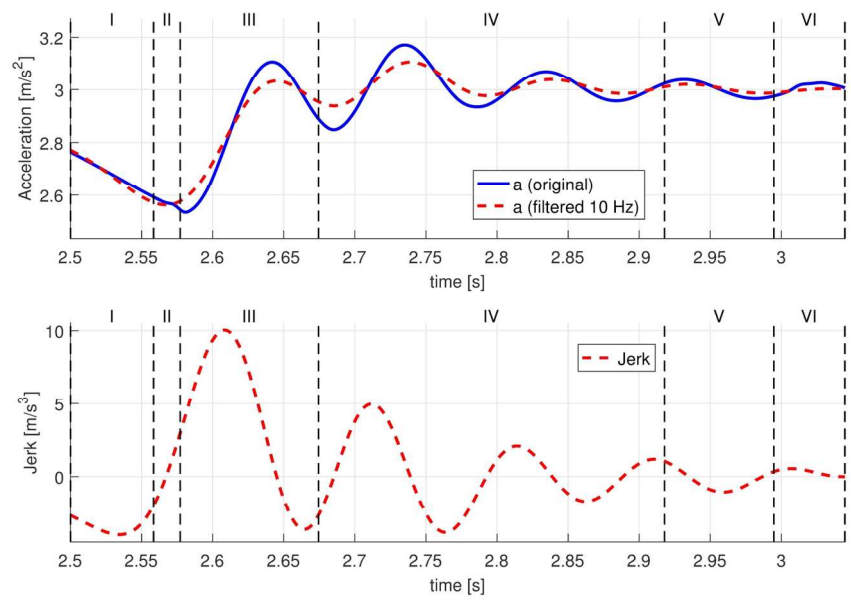 I II III IV V VI
3.2
3
2.8
2.6
Acceleration [m/s²]
a (original)
a (filtered 10 Hz)
2.5 2.55 2.6 2.65 2.7 2.75 2.8 2.85 2.9 2.95 3
time [s]
I II III IV V VI
10
5
0
Jerk [m/s³]
Jerk
2.5 2.55 2.6 2.65 2.7 2.75 2.8 2.85 2.9 2.95 3
time [s]